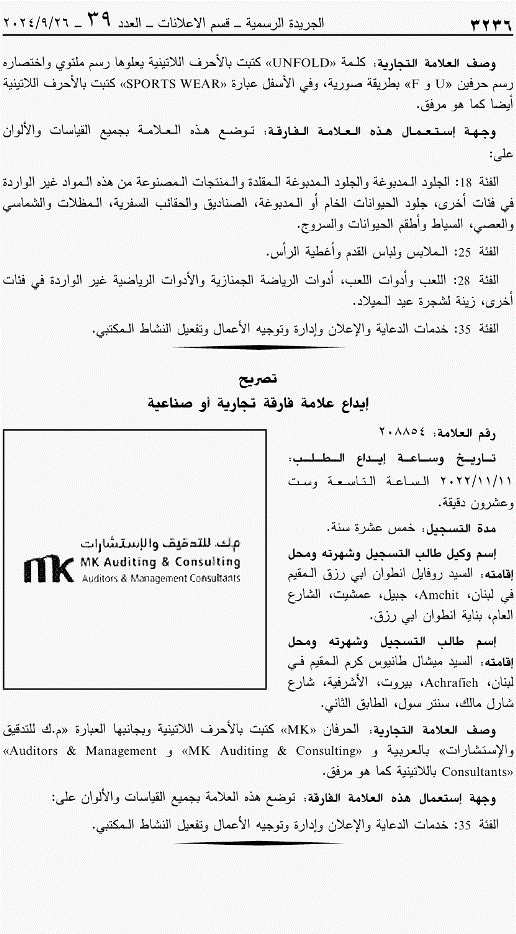 ٣٢٣٦ الجريدة الرسمية ـ قسم الاعلانات ـ العدد ٣٩ ـ ٢٠٢٤/٩/٢٦
وصف العلامة التجارية: كلمة «UNFOLD» كتبت بالأحرف اللاتينية يعلوها رسم ملتوي واختصاره
رسم حرفين «U و F» بطريقة صورية، وفي الأسفل عبارة «SPORTS WEAR» كتبت بالأحرف اللاتينية
أيضا كما هو مرفق.
وجهة إستعمال هذه العلامة الفارقة: توضع هذه العلامة بجميع القياسات والألوان
على:
الفئة 18: الجلود المدبوغة والجلود المدبوغة المقلدة والمنتجات المصنوعة من هذه المواد غير الواردة
في فئات أخرى، جلود الحيوانات الخام أو المدبوغة، الصناديق والحقائب السفرية، المظلات والشماسي
والعصي، السياط وأطقم الحيوانات والسروج.
الفئة 25: الملابس ولباس القدم وأغطية الرأس.
الفئة 28: اللعب وأدوات اللعب، أدوات الرياضة الجمنازية والأدوات الرياضية غير الواردة في فئات
أخرى، زينة لشجرة عيد الميلاد.
الفئة 35: خدمات الدعاية والإعلان وإدارة وتوجيه الأعمال وتفعيل النشاط المكتبي.
تصريح
إيداع علامة فارقة تجارية أو صناعية
رقم العلامة: ٢٠٨٨٥٤
تاريخ وساعة إيداع الطلب:
٢٠٢٢/١١/١١ الساعة التاسعة وست
وعشرون دقيقة.
مدة التسجيل: خمس عشرة سنة.
إسم وكيل طالب التسجيل وشهرته ومحل
إقامته: السيد روفايل انطوان ابي رزق المقيم
في لبنان، Amchit، جبيل، عمشيت، الشارع
العام، بناية انطوان ابي رزق.
إسم طالب التسجيل وشهرته ومحل
إقامته: السيد ميشال طانيوس كرم المقيم في
لبنان، Achrafieh، بيروت، الأشرفية، شارع
شارل مالك، سنتر سول، الطابق الثاني.
م.ك. للتدقيق والإستشارات
mk MK Auditing & Consulting
Auditors & Management Consultants
وصف العلامة التجارية: الحرفان «MK» كتبت بالأحرف اللاتينية وبجانبها العبارة «م.ك للتدقيق
والإستشارات» بالعربية و «MK Auditing & Consulting» و «Auditors & Management
Consultants» باللاتينية كما هو مرفق.
وجهة إستعمال هذه العلامة الفارقة: توضع هذه العلامة بجميع القياسات والألوان على:
الفئة 35: خدمات الدعاية والإعلان وإدارة وتوجيه الأعمال وتفعيل النشاط المكتبي.